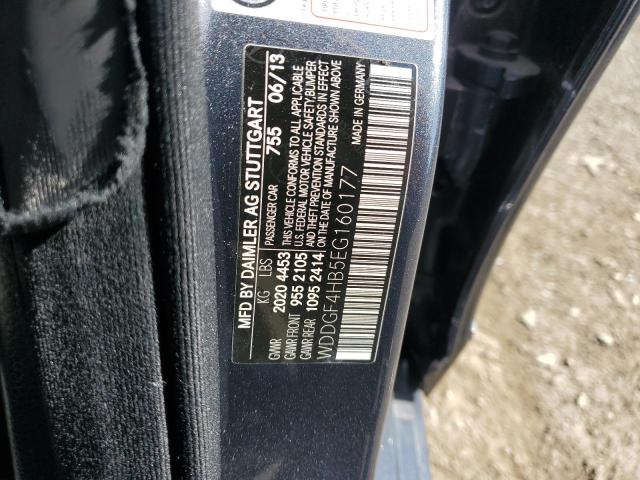 MFD BY DAIMLER AG STUTTGART
PASSENGER CAR 755 06/13
KG LBS
GVWR 2020 4453
GAWR FRONT 955 2105
GAWR REAR 1095 2414
THIS VEHICLE CONFORMS TO ALL APPLICABLE
U.S. FEDERAL MOTOR VEHICLE SAFETY, BUMPER
AND THEFT PREVENTION STANDARDS IN EFFECT
ON DATE OF MANUFACTURE SHOWN ABOVE
WDDGF4HB5EG160177
MADE IN GERMANY